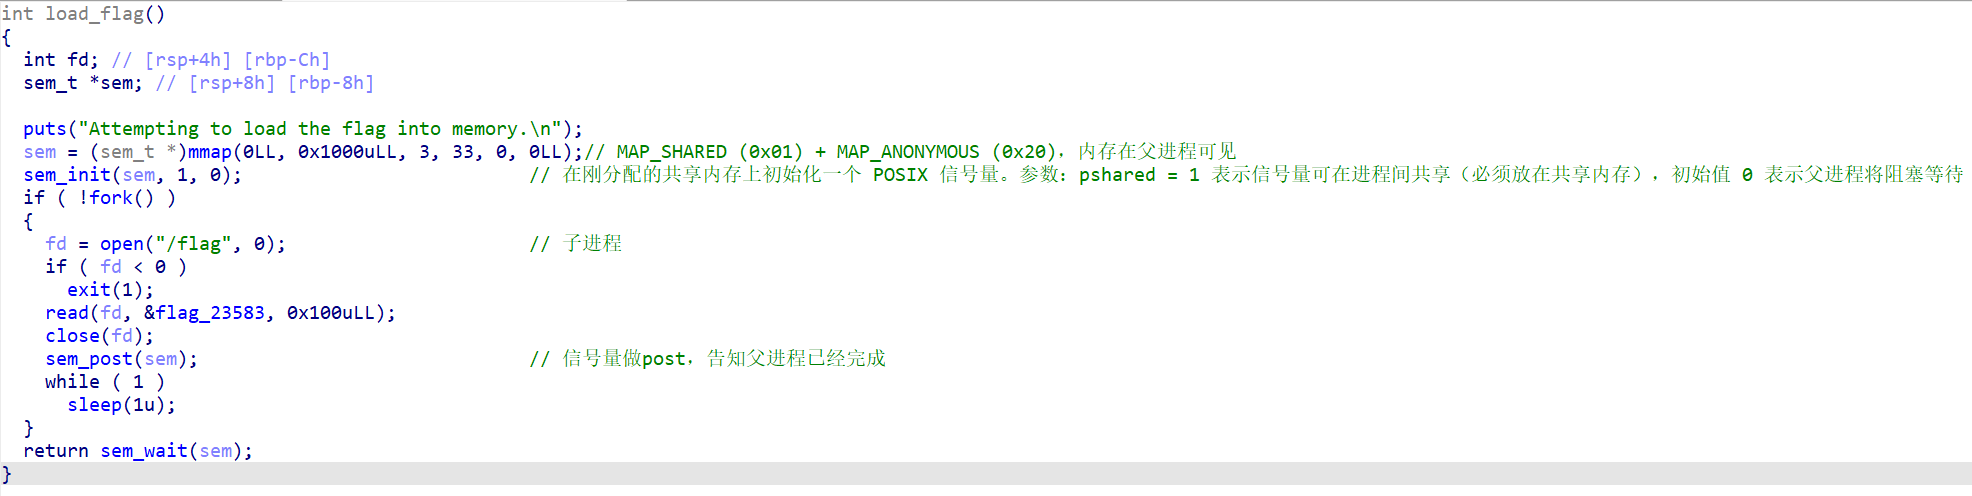 int load_flag()
{
  int fd; // [rsp+4h] [rbp-Ch]
  sem_t *sem; // [rsp+8h] [rbp-8h]

  puts("Attempting to load the flag into memory.\n");
  sem = (sem_t *)mmap(0LL, 0x1000uLL, 3, 33, 0, 0LL);// MAP_SHARED (0x01) + MAP_ANONYMOUS (0x20)，内存在父进程可见
  sem_init(sem, 1, 0);                          // 在刚分配的共享内存上初始化一个 POSIX 信号量。参数：pshared = 1 表示信号量可在进程间共享（必须放在共享内存），初始值 0 表示父进程将阻塞等待
  if ( !fork() )
  {
    fd = open("/flag", 0);                      // 子进程
    if ( fd < 0 )
      exit(1);
    read(fd, &flag_23583, 0x100uLL);
    close(fd);
    sem_post(sem);                              // 信号量做post，告知父进程已经完成
    while ( 1 )
      sleep(1u);
  }
  return sem_wait(sem);
}